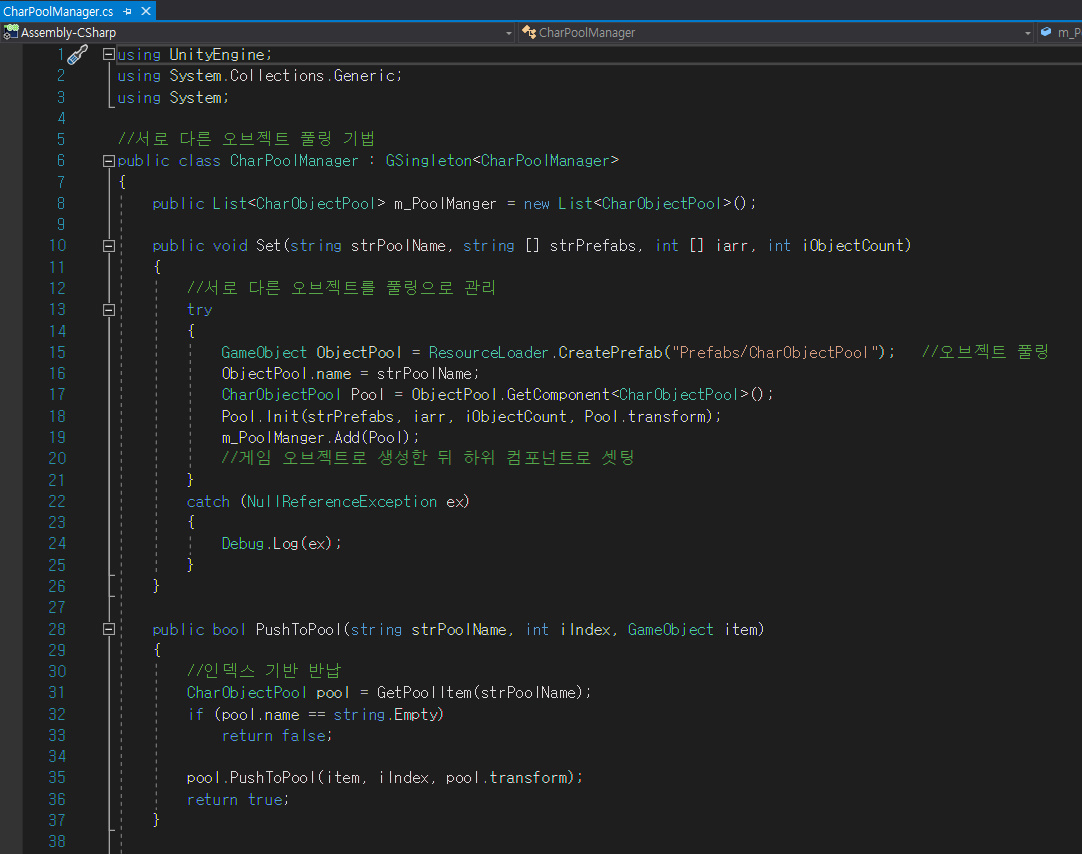 CharPoolManager.cs
Assembly-CSharp CharPoolManager m_P
1 using UnityEngine;
2 using System.Collections.Generic;
3 using System;
4
5 //서로 다른 오브젝트 풀링 기법
6 public class CharPoolManager : GSingleton<CharPoolManager>
7 {
8 public List<CharObjectPool> m_PoolManger = new List<CharObjectPool>();
9
10 public void Set(string strPoolName, string [] strPrefabs, int [] iarr, int iObjectCount)
11 {
12 //서로 다른 오브젝트를 풀링으로 관리
13 try
14 {
15 GameObject ObjectPool = ResourceLoader.CreatePrefab("Prefabs/CharObjectPool"); //오브젝트 풀링
16 ObjectPool.name = strPoolName;
17 CharObjectPool Pool = ObjectPool.GetComponent<CharObjectPool>();
18 Pool.Init(strPrefabs, iarr, iObjectCount, Pool.transform);
19 m_PoolManger.Add(Pool);
20 //게임 오브젝트로 생성한 뒤 하위 컴포넌트로 셋팅
21 }
22 catch (NullReferenceException ex)
23 {
24 Debug.Log(ex);
25 }
26 }
27
28 public bool PushToPool(string strPoolName, int iIndex, GameObject item)
29 {
30 //인덱스 기반 반납
31 CharObjectPool pool = GetPoolItem(strPoolName);
32 if (pool.name == string.Empty)
33 return false;
34
35 pool.PushToPool(item, iIndex, pool.transform);
36 return true;
37 }
38